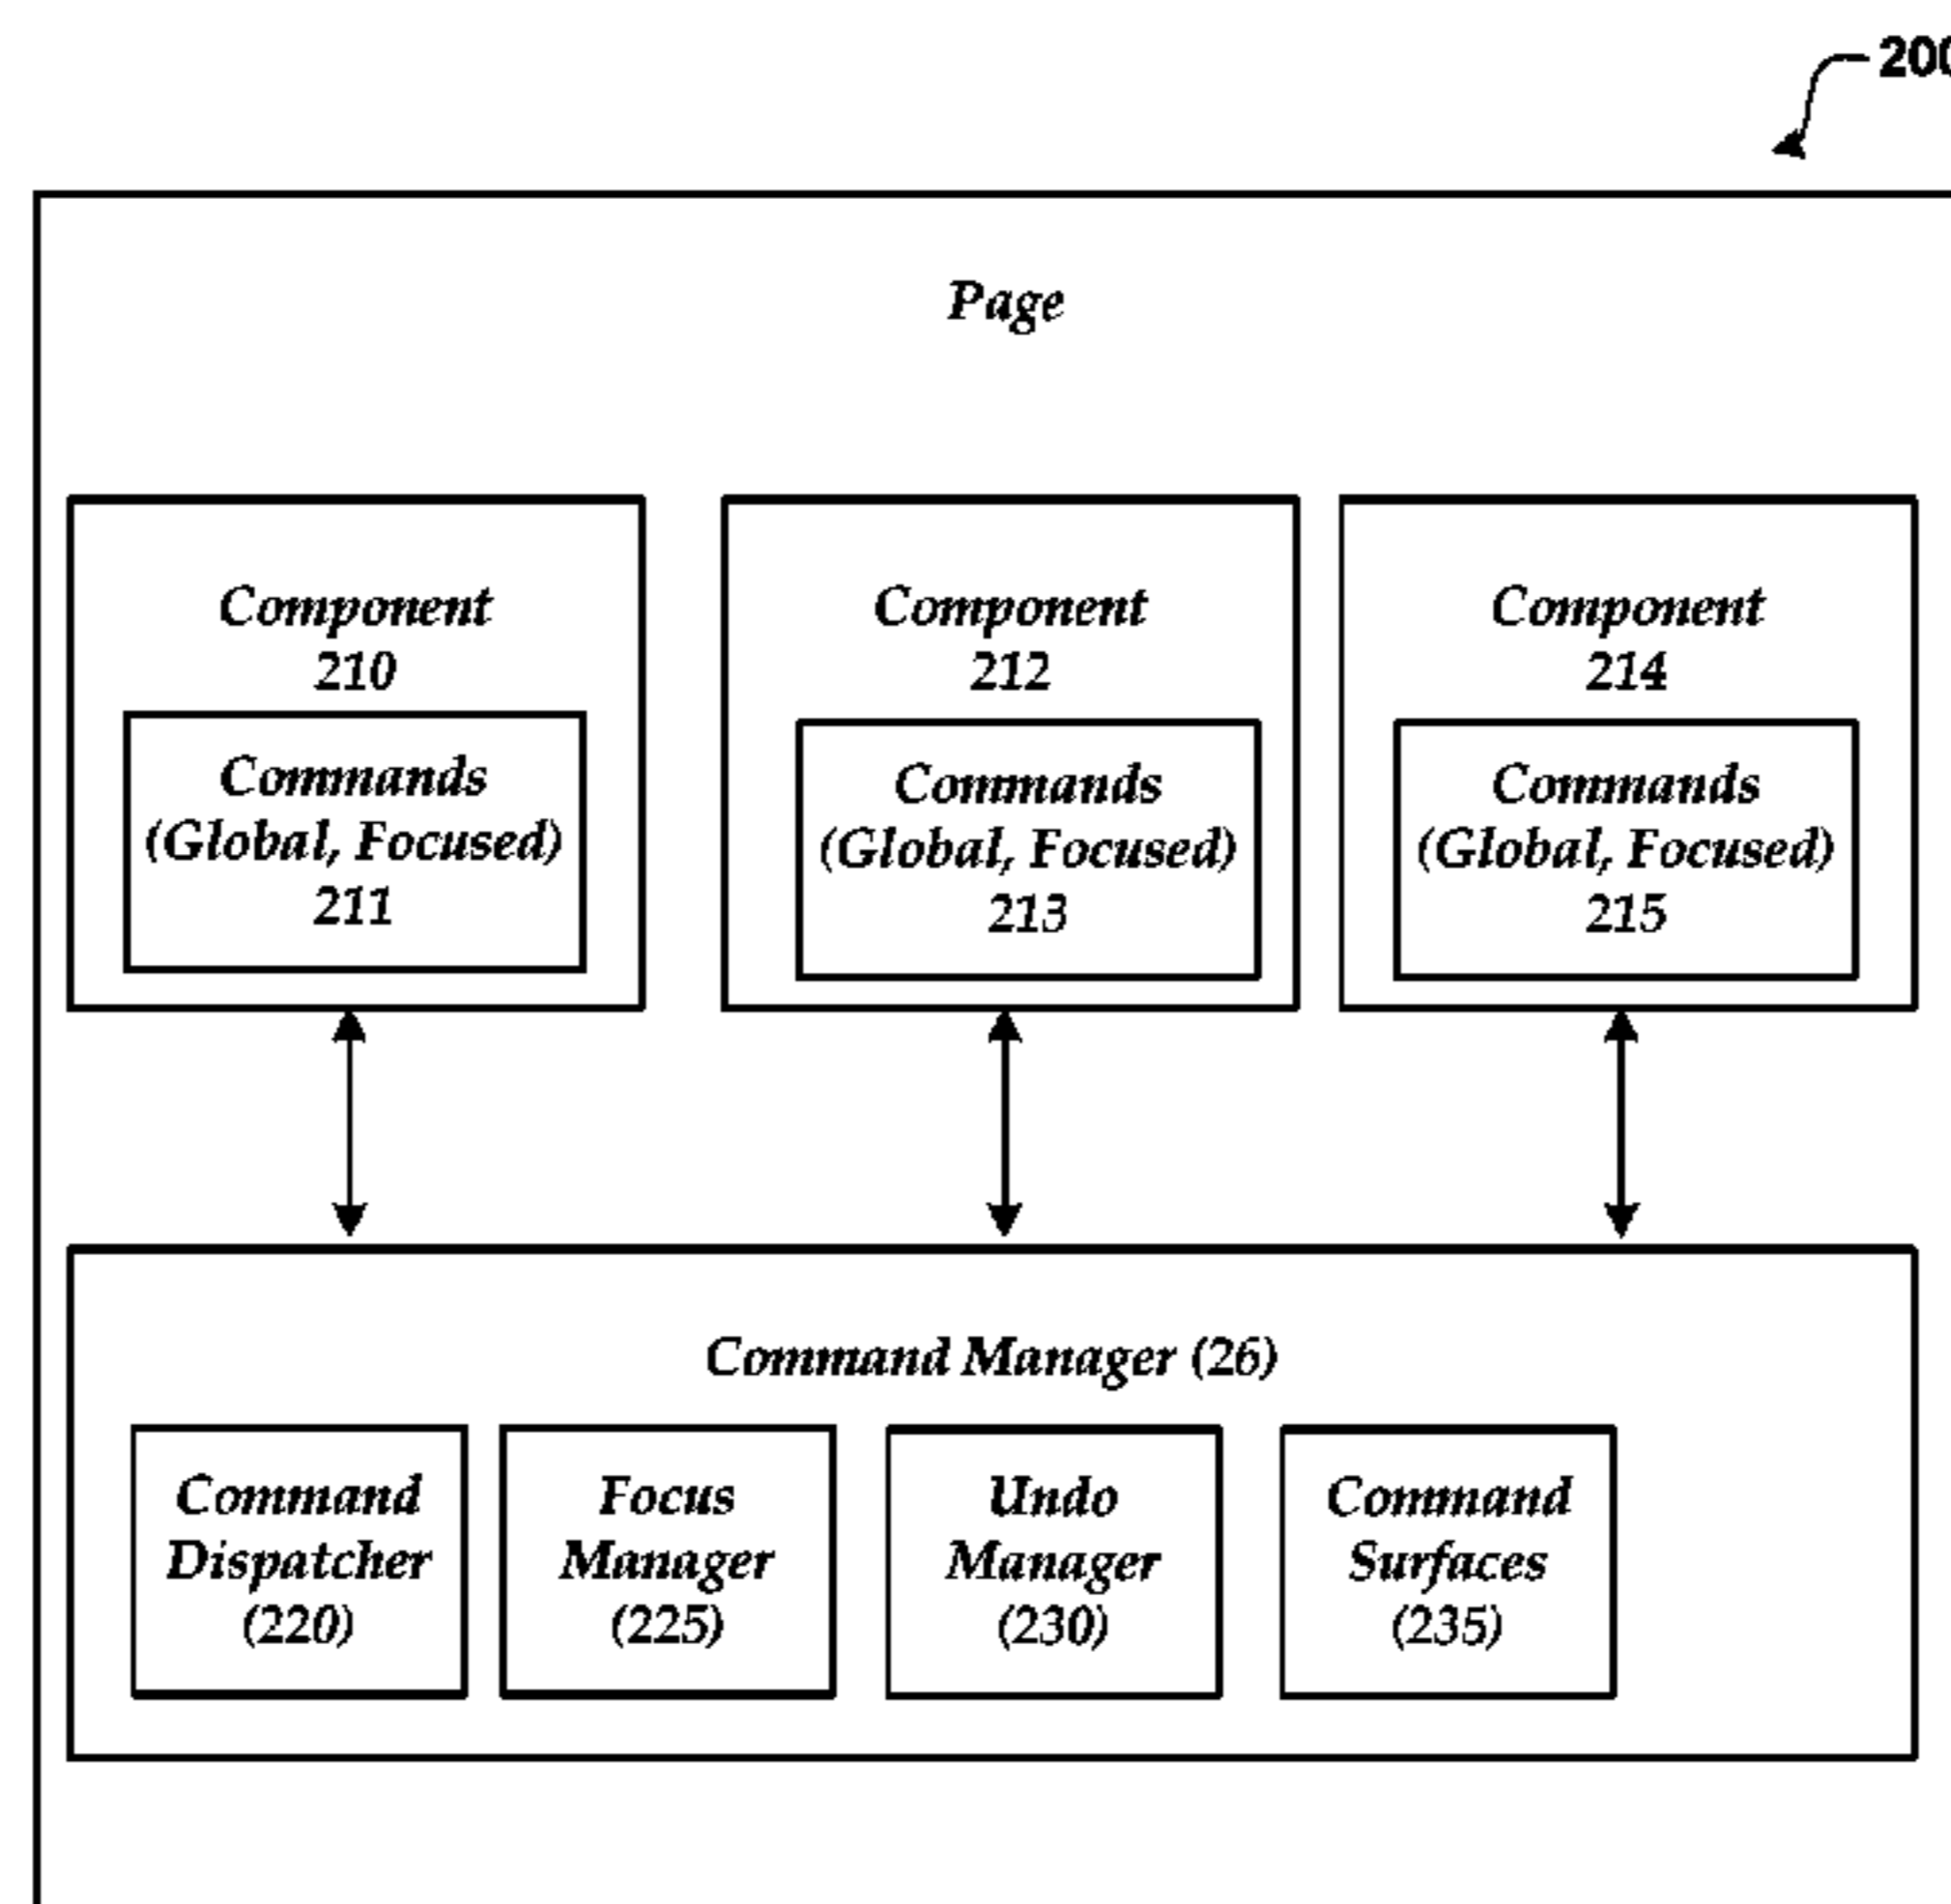 200
Page
Component
210
Commands
(Global, Focused)
211
Component
212
Commands
(Global, Focused)
213
Component
214
Commands
(Global, Focused)
215
Command Manager (26)
Command
Dispatcher
(220)
Focus
Manager
(225)
Undo
Manager
(230)
Command
Surfaces
(235)